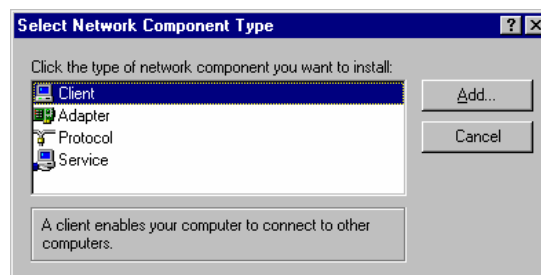 Select Network Component Type
Click the type of network component you want to install:
Client
Adapter
Protocol
Service
Add...
Cancel
A client enables your computer to connect to other
computers.